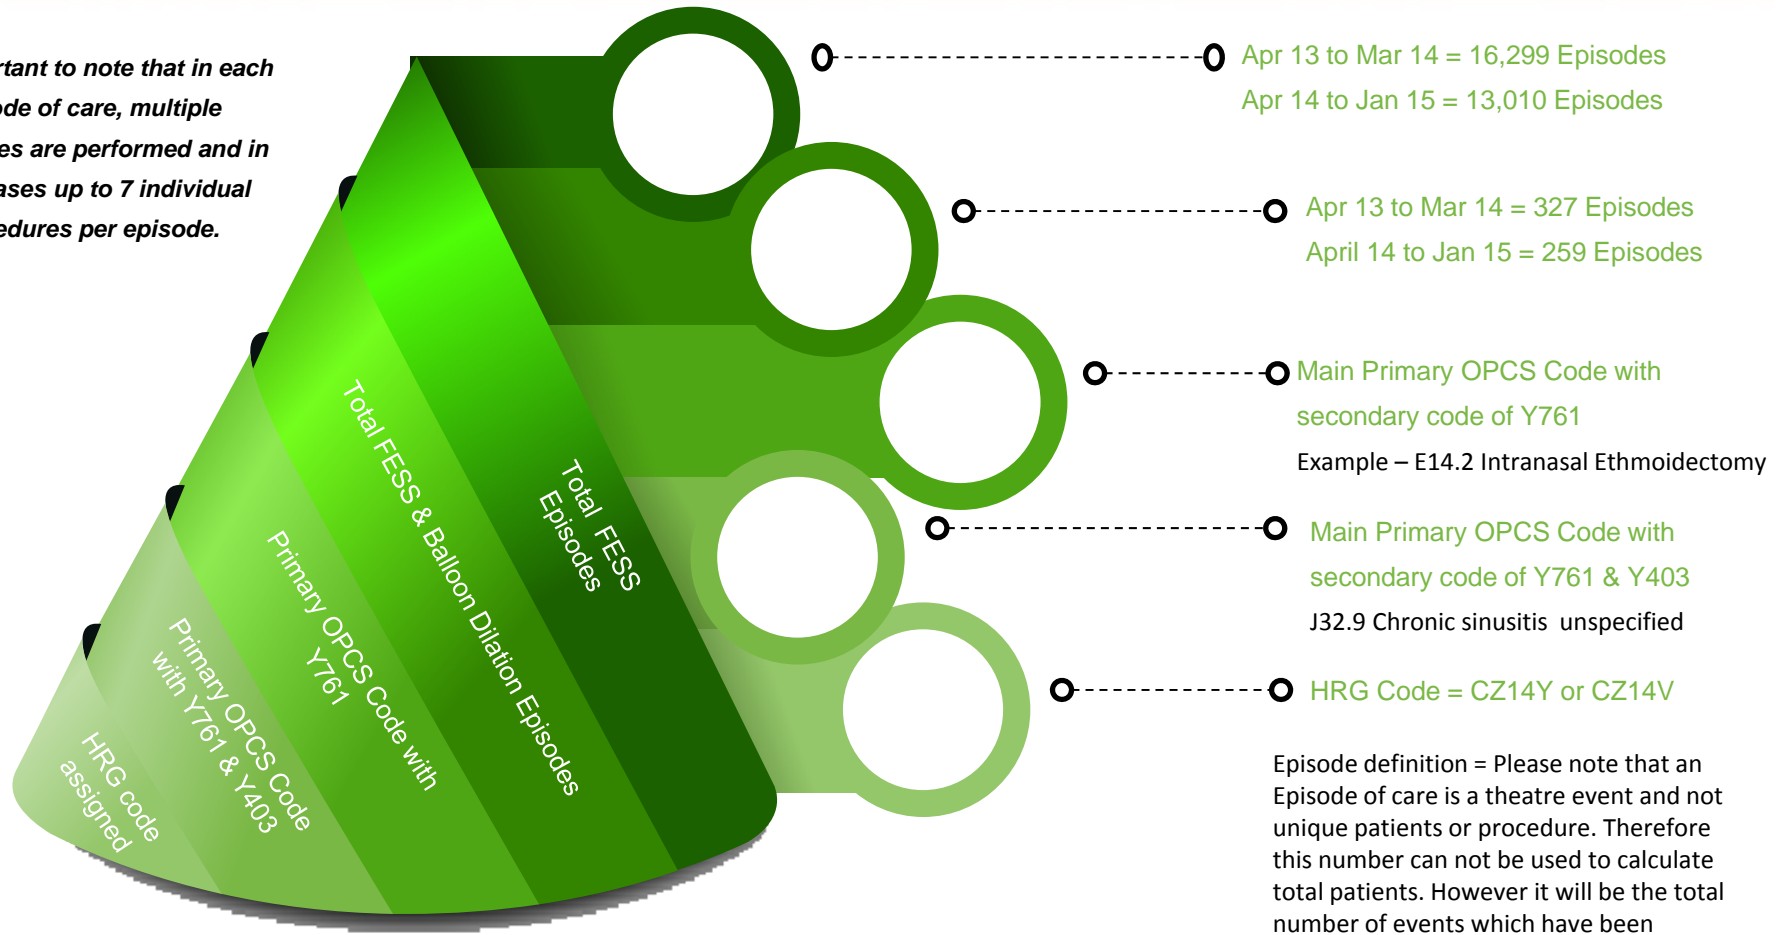 rtant to note that in each
ode of care, multiple
es are performed and in
ases up to 7 individual
edures per episode.
Apr 13 to Mar 14 = 16,299 Episodes
Apr 14 to Jan 15 = 13,010 Episodes
Apr 13 to Mar 14 = 327 Episodes
April 14 to Jan 15 = 259 Episodes
Main Primary OPCS Code with
secondary code of Y761
Example – E14.2 Intranasal Ethmoidectomy
Main Primary OPCS Code with
secondary code of Y761 & Y403
J32.9 Chronic sinusitis unspecified
HRG Code = CZ14Y or CZ14V
Episode definition = Please note that an
Episode of care is a theatre event and not
unique patients or procedure. Therefore
this number can not be used to calculate
total patients. However it will be the total
number of events which have been
Total FESS
Episodes
Total FESS & Balloon Dilation Episodes
Primary OPCS Code with
Y761
Primary OPCS Code
with Y761 & Y403
HRG code
assigned